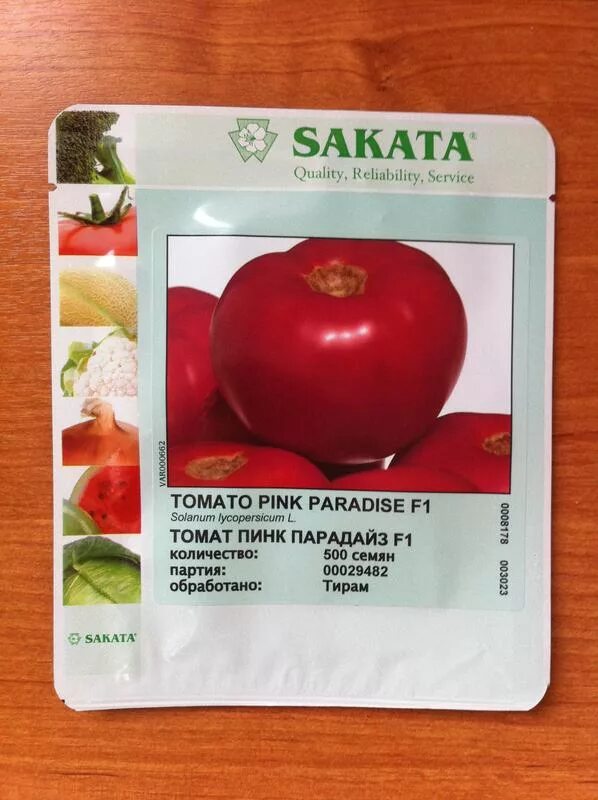 SAKATA®
Quality, Reliability, Service
VAR000662
TOMATO PINK PARADISE F1
Solanum lycopersicum L.
ТОМАТ ПИНК ПАРАДАЙЗ F1
количество: 500 семян
партия: 00029482
обработано: Тирам
0008178 003023
SAKATA®